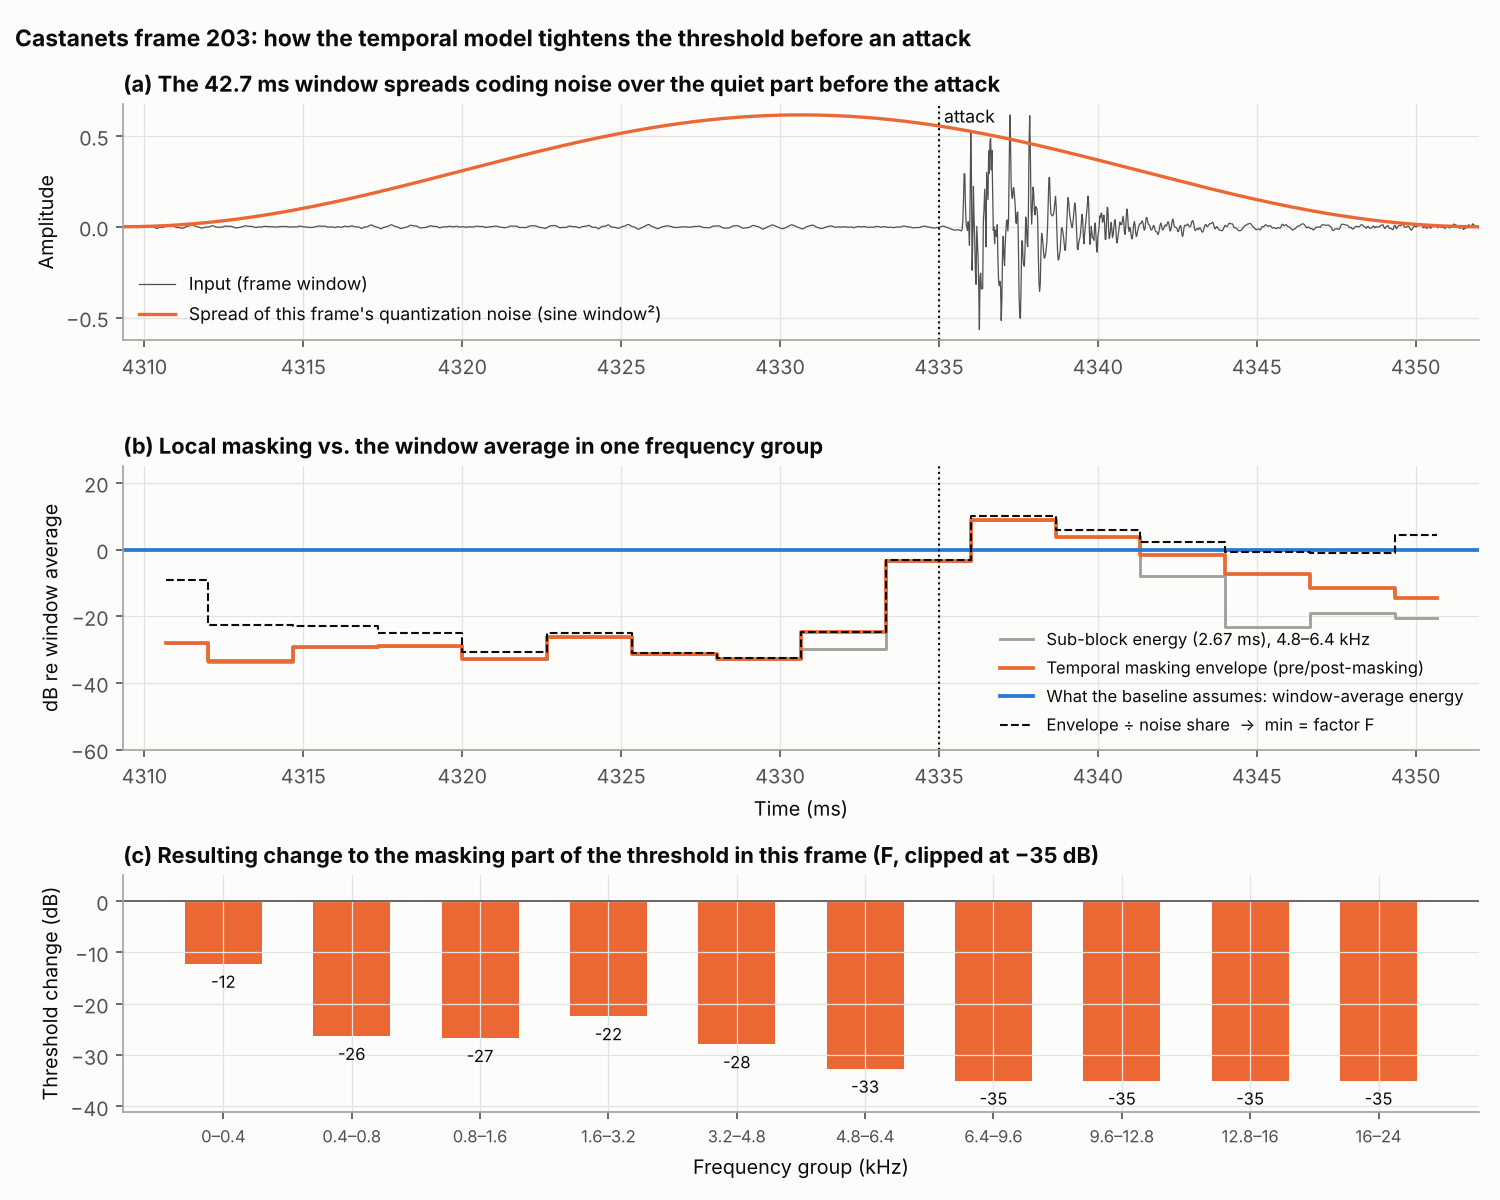 Castanets frame 203: how the temporal model tightens the threshold before an attack
(a) The 42.7 ms window spreads coding noise over the quiet part before the attack
Amplitude
0.5
0.0
−0.5
attack
Input (frame window)
Spread of this frame's quantization noise (sine window²)
4310 4315 4320 4325 4330 4335 4340 4345 4350
(b) Local masking vs. the window average in one frequency group
dB re window average
20
0
−20
−40
−60
Sub-block energy (2.67 ms), 4.8–6.4 kHz
Temporal masking envelope (pre/post-masking)
What the baseline assumes: window-average energy
Envelope ÷ noise share → min = factor F
4310 4315 4320 4325 4330 4335 4340 4345 4350
Time (ms)
(c) Resulting change to the masking part of the threshold in this frame (F, clipped at −35 dB)
Threshold change (dB)
0
−10
−20
−30
−40
-12 -26 -27 -22 -28 -33 -35 -35 -35 -35
0–0.4 0.4–0.8 0.8–1.6 1.6–3.2 3.2–4.8 4.8–6.4 6.4–9.6 9.6–12.8 12.8–16 16–24
Frequency group (kHz)